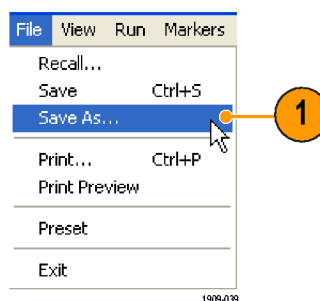 File View Run Markers
Recall...
Save Ctrl+S
Save As...
1
Print... Ctrl+P
Print Preview
Preset
Exit
1909-039